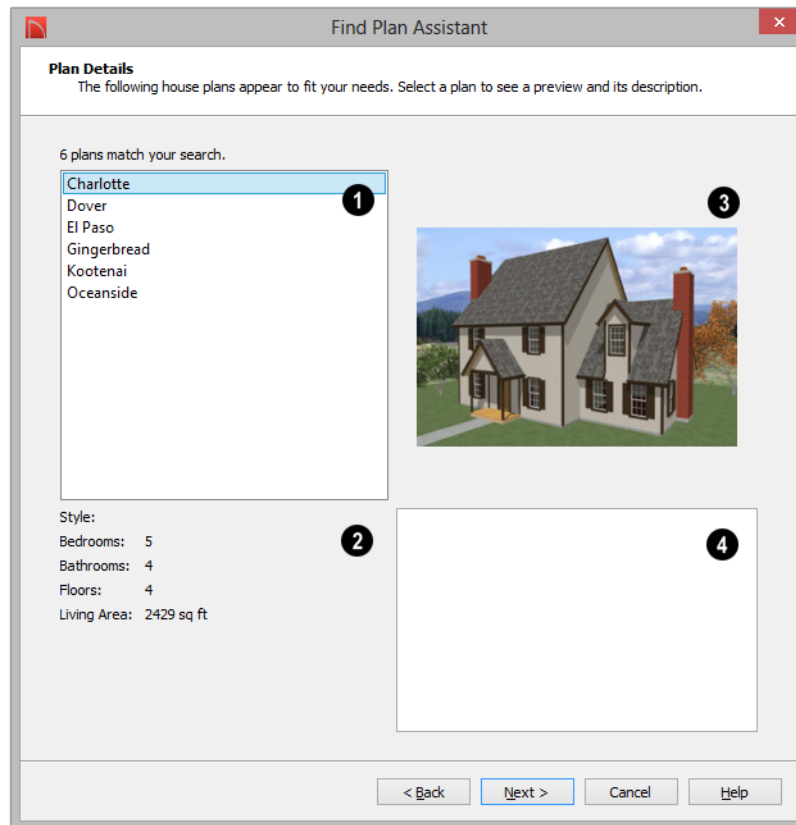 Find Plan Assistant
Plan Details
The following house plans appear to fit your needs. Select a plan to see a preview and its description.
6 plans match your search.
Charlotte
Dover
El Paso
Gingerbread
Kootenai
Oceanside
1
3
Style:
Bedrooms: 5
Bathrooms: 4
Floors: 4
Living Area: 2429 sq ft
2
4
< Back Next > Cancel Help